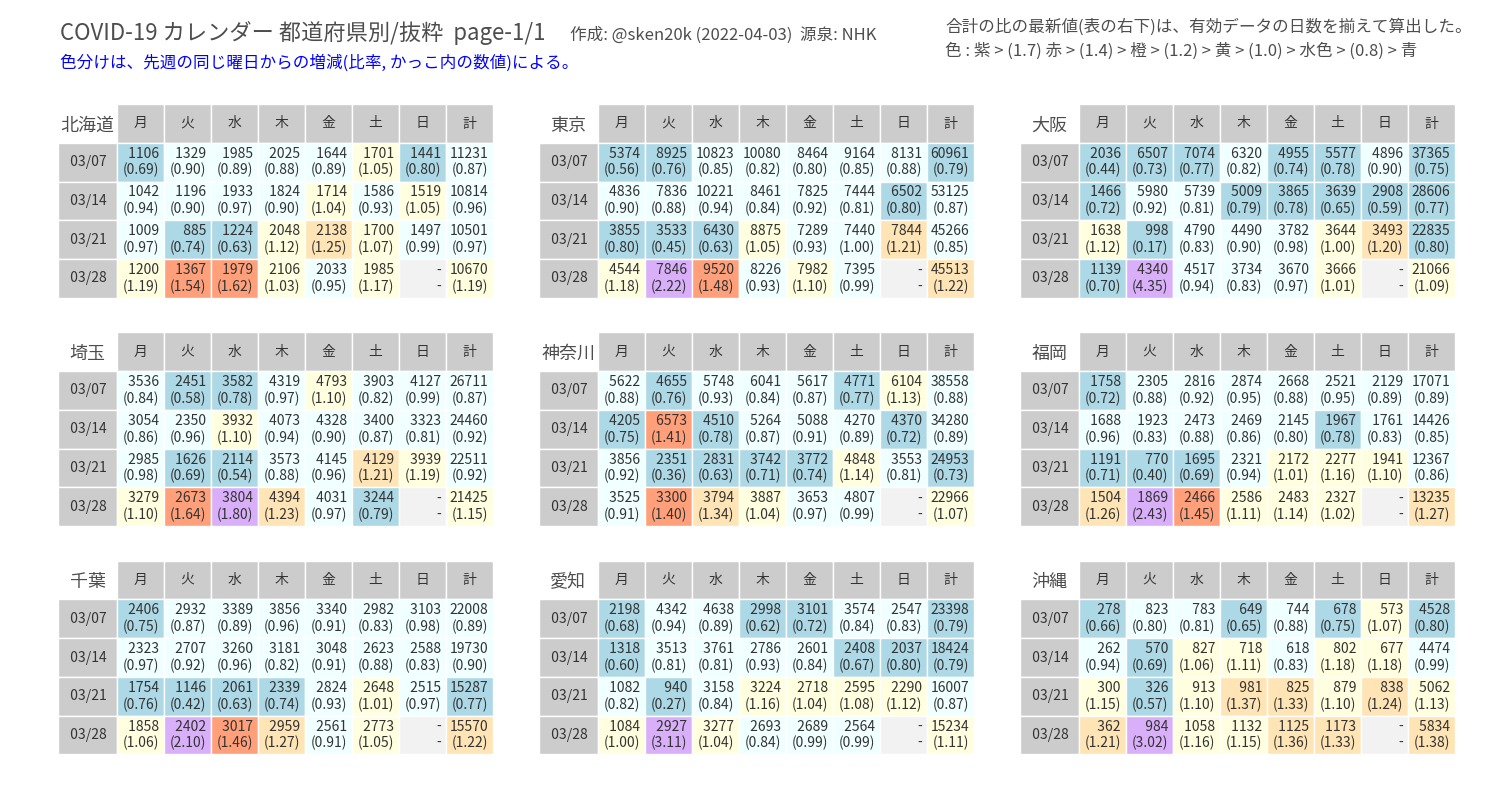 COVID-19 カレンダー 都道府県別/抜粋 page-1/1 作成: @sken20k (2022-04-03) 源泉: NHK
合計の比の最新値(表の右下)は、有効データの日数を揃えて算出した。
色分けは、先週の同じ曜日からの増減(比率, かっこ内の数値)による。
色 : 紫 > (1.7) 赤 > (1.4) > 橙 > (1.2) > 黄 > (1.0) > 水色 > (0.8) > 青
北海道 月 火 水 木 金 土 日 計
03/07 1106 1329 1985 2025 1644 1701 1441 11231
(0.69) (0.90) (0.89) (0.88) (0.89) (1.05) (0.80) (0.87)
03/14 1042 1196 1933 1824 1714 1586 1519 10814
(0.94) (0.90) (0.97) (0.90) (1.04) (0.93) (1.05) (0.96)
03/21 1009 885 1224 2048 2138 1700 1497 10501
(0.97) (0.74) (0.63) (1.12) (1.25) (1.07) (0.99) (0.97)
03/28 1200 1367 1979 2106 2033 1985 - 10670
(1.19) (1.54) (1.62) (1.03) (0.95) (1.17) - (1.19)
東京 月 火 水 木 金 土 日 計
03/07 5374 8925 10823 10080 8464 9164 8131 60961
(0.56) (0.76) (0.85) (0.82) (0.80) (0.85) (0.88) (0.79)
03/14 4836 7836 10221 8461 7825 7444 6502 53125
(0.90) (0.88) (0.94) (0.84) (0.92) (0.81) (0.80) (0.87)
03/21 3855 3533 6430 8875 7289 7440 7844 45266
(0.80) (0.45) (0.63) (1.05) (0.93) (1.00) (1.21) (0.85)
03/28 4544 7846 9520 8226 7982 7395 - 45513
(1.18) (2.22) (1.48) (0.93) (1.10) (0.99) - (1.22)
大阪 月 火 水 木 金 土 日 計
03/07 2036 6507 7074 6320 4955 5577 4896 37365
(0.44) (0.73) (0.77) (0.82) (0.74) (0.78) (0.90) (0.75)
03/14 1466 5980 5739 5009 3865 3639 2908 28606
(0.72) (0.92) (0.81) (0.79) (0.78) (0.65) (0.59) (0.77)
03/21 1638 998 4790 4490 3782 3644 3493 22835
(1.12) (0.17) (0.83) (0.90) (0.98) (1.00) (1.20) (0.80)
03/28 1139 4340 4517 3734 3670 3666 - 21066
(0.70) (4.35) (0.94) (0.83) (0.97) (1.01) - (1.09)
埼玉 月 火 水 木 金 土 日 計
03/07 3536 2451 3582 4319 4793 3903 4127 26711
(0.84) (0.58) (0.78) (0.97) (1.10) (0.82) (0.99) (0.87)
03/14 3054 2350 3932 4073 4328 3400 3323 24460
(0.86) (0.96) (1.10) (0.94) (0.90) (0.87) (0.81) (0.92)
03/21 2985 1626 2114 3573 4145 4129 3939 22511
(0.98) (0.69) (0.54) (0.88) (0.96) (1.21) (1.19) (0.92)
03/28 3279 2673 3804 4394 4031 3244 - 21425
(1.10) (1.64) (1.80) (1.23) (0.97) (0.79) - (1.15)
神奈川 月 火 水 木 金 土 日 計
03/07 5622 4655 5748 6041 5617 4771 6104 38558
(0.88) (0.76) (0.93) (0.84) (0.87) (0.77) (1.13) (0.88)
03/14 4205 6573 4510 5264 5088 4270 4370 34280
(0.75) (1.41) (0.78) (0.87) (0.91) (0.89) (0.72) (0.89)
03/21 3856 2351 2831 3742 3772 4848 3553 24953
(0.92) (0.36) (0.63) (0.71) (0.74) (1.14) (0.81) (0.73)
03/28 3525 3300 3794 3887 3653 4807 - 22966
(0.91) (1.40) (1.34) (1.04) (0.97) (0.99) - (1.07)
福岡 月 火 水 木 金 土 日 計
03/07 1758 2305 2816 2874 2668 2521 2129 17071
(0.72) (0.88) (0.92) (0.95) (0.88) (0.95) (0.89) (0.89)
03/14 1688 1923 2473 2469 2145 1967 1761 14426
(0.96) (0.83) (0.88) (0.86) (0.80) (0.78) (0.83) (0.85)
03/21 1191 770 1695 2321 2172 2277 1941 12367
(0.71) (0.40) (0.69) (0.94) (1.01) (1.16) (1.10) (0.86)
03/28 1504 1869 2466 2586 2483 2327 - 13235
(1.26) (2.43) (1.45) (1.11) (1.14) (1.02) - (1.27)
千葉 月 火 水 木 金 土 日 計
03/07 2406 2932 3389 3856 3340 2982 3103 22008
(0.75) (0.87) (0.89) (0.96) (0.91) (0.83) (0.98) (0.89)
03/14 2323 2707 3260 3181 3048 2623 2588 19730
(0.97) (0.92) (0.96) (0.82) (0.91) (0.88) (0.83) (0.90)
03/21 1754 1146 2061 2339 2824 2648 2515 15287
(0.76) (0.42) (0.63) (0.74) (0.93) (1.01) (0.97) (0.77)
03/28 1858 2402 3017 2959 2561 2773 - 15570
(1.06) (2.10) (1.46) (1.27) (0.91) (1.05) - (1.22)
愛知 月 火 水 木 金 土 日 計
03/07 2198 4342 4638 2998 3101 3574 2547 23398
(0.68) (0.94) (0.89) (0.62) (0.72) (0.84) (0.83) (0.79)
03/14 1318 3513 3761 2786 2601 2408 2037 18424
(0.60) (0.81) (0.81) (0.93) (0.84) (0.67) (0.80) (0.79)
03/21 1082 940 3158 3224 2718 2595 2290 16007
(0.82) (0.27) (0.84) (1.16) (1.04) (1.08) (1.12) (0.87)
03/28 1084 2927 3277 2693 2689 2564 - 15234
(1.00) (3.11) (1.04) (0.84) (0.99) (0.99) - (1.11)
沖縄 月 火 水 木 金 土 日 計
03/07 278 823 783 649 744 678 573 4528
(0.66) (0.80) (0.81) (0.65) (0.88) (0.75) (1.07) (0.80)
03/14 262 570 827 718 618 802 677 4474
(0.94) (0.69) (1.06) (1.11) (0.83) (1.18) (1.18) (0.99)
03/21 300 326 913 981 825 879 838 5062
(1.15) (0.57) (1.10) (1.37) (1.33) (1.10) (1.24) (1.13)
03/28 362 984 1058 1132 1125 1173 - 5834
(1.21) (3.02) (1.16) (1.15) (1.36) (1.33) - (1.38)